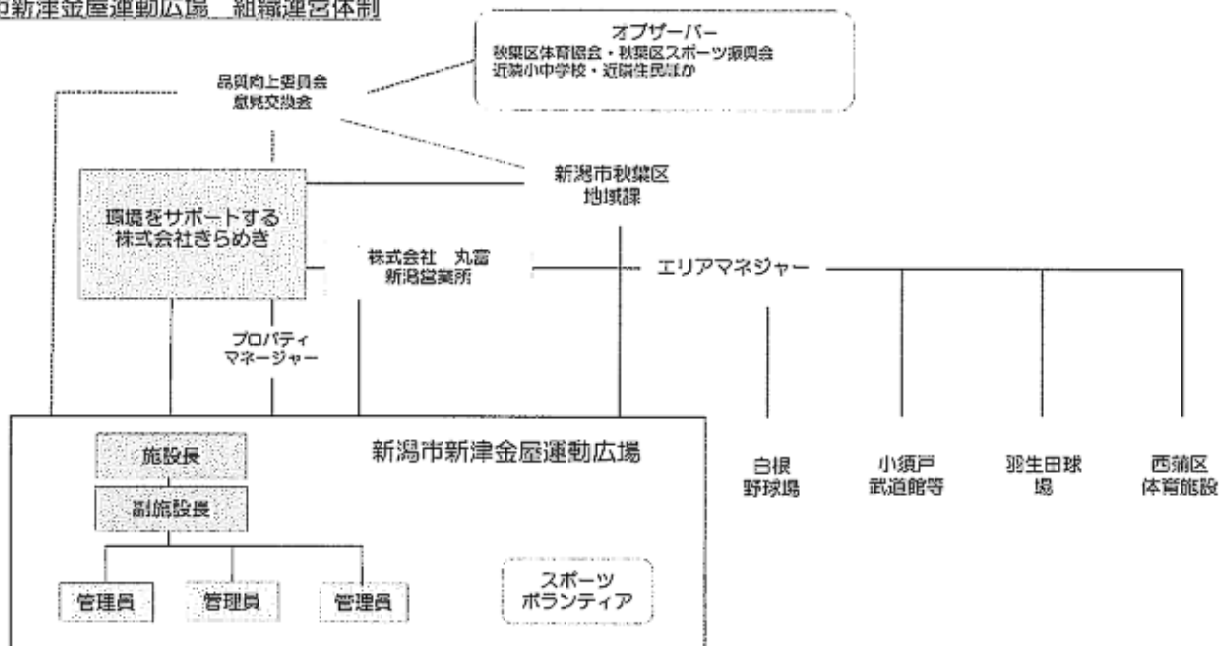 市新津金屋運動広場 組織運営体制
オブザーバー
秋葉区体育協会・秋葉区スポーツ振興会
近隣小中学校・近隣住民ほか
品質向上委員会
意見交換会
新潟市秋葉区
地域課
環境をサポートする
株式会社きらめき
株式会社 丸富
新潟営業所
エリアマネジャー
プロパティ
マネージャー
施設長
新潟市新津金屋運動広場
副施設長
管理員
管理員
管理員
スポーツ
ボランティア
白根
野球場
小須戸
武道館等
羽生田球
場
西蒲区
体育施設